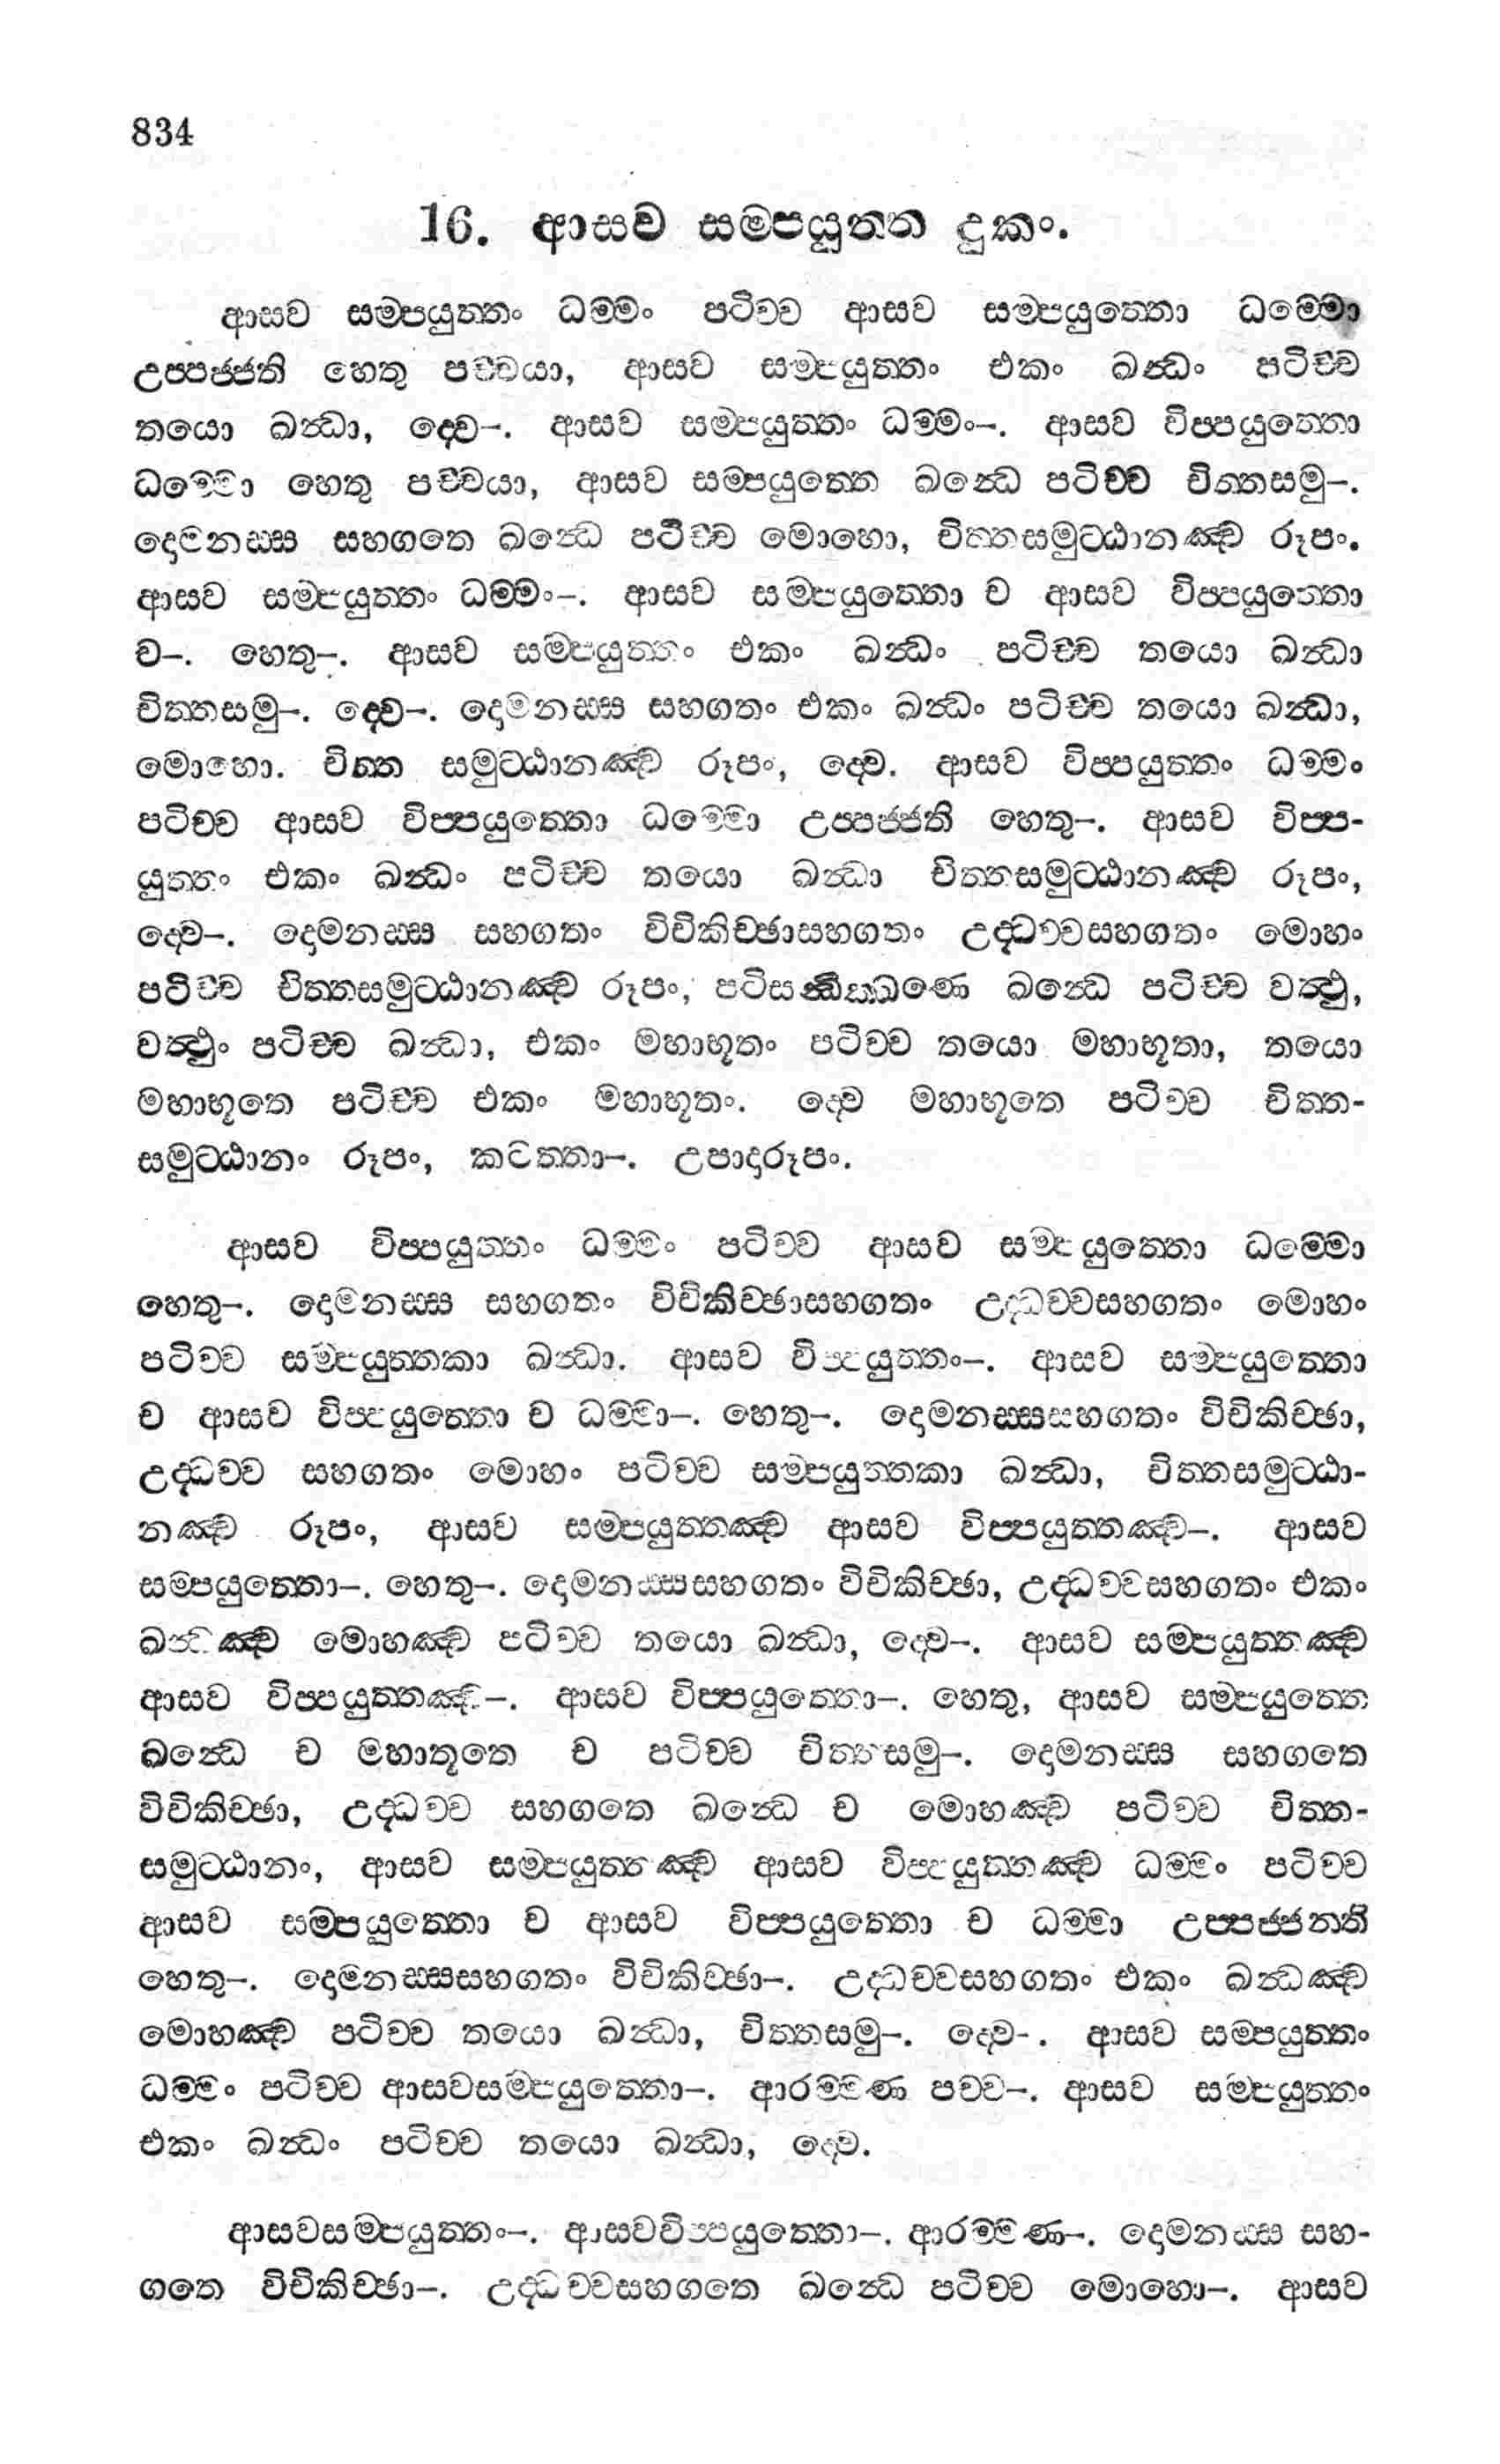 834
16. ආසව සම්පයුත්ත දුකං.
ආසව සම්පයුත්තං ධම්මං පටිච්ච ආසව සම්පයුත්තො ධම්මො
උප්පජ්ජති හෙතු පච්චයා, ආසව සම්පයුත්තං එකං ඛණ්ධං පටිච්ච
තයො ඛන්ධා, ද්වෙ–. ආසව සම්පයුත්තං ධම්මං–. ආසව විප්පයුත්තො
ධම්මො හෙතු පච්චයා, ආසව සම්පයුත්තෙ ඛන්ධෙ පටිච්ච චිත්තසමු–.
දොමනස්ස සහගතෙ ඛන්ධෙ පටිච්ච මොහො, චිත්තසමුට්ඨානඤ්ච රූපං.
ආසව සම්පයුත්තං ධම්මං–. ආසව සම්පයුත්තො ච ආසව විප්පයුත්තො
ච–. හෙතු–. ආසව සම්පයුත්තං එකං ඛන්ධං පටිච්ච තයො ඛන්ධා
චිත්තසමු–. ද්වෙ–. දොමනස්ස සහගතං එකං ඛන්ධං පටිච්ච තයො ඛන්ධා,
මොහො. චිත්ත සමුට්ඨානඤ්ච රූපං, ද්වෙ. ආසව විප්පයුත්තං ධම්මං
පටිච්ච ආසව විප්පයුත්තො ධම්මො උප්පජ්ජති හෙතු–. ආසව විප්ප-
යුත්තං එකං ඛන්ධං පටිච්ච තයො ඛන්ධා චිත්තසමුට්ඨානඤ්ච රූපං,
ද්වෙ–. දොමනස්ස සහගතං විචිකිච්ඡාසහගතං උද්ධච්චසහගතං මොහං
පටිච්ච චිත්තසමුට්ඨානඤ්ච රූපං, පටිසන්ධික්ඛණෙ ඛන්ධෙ පටිච්ච වත්ථු,
වත්ථුං පටිච්ච ඛන්ධා, එකං මහාභූතං පටිච්ච තයො මහාභූතා, තයො
මහාභූතෙ පටිච්ච එකං මහාභූතං. ද්වෙ මහාභූතෙ පටිච්ච චිත්ත-
සමුට්ඨානං රූපං, කටත්තා–. උපාදාරූපං.
ආසව විප්පයුත්තං ධම්මං පටිච්ච ආසව සම්පයුත්තො ධම්මො
හෙතු–. දොමනස්ස සහගතං විචිකිච්ඡාසහගතං උද්ධච්චසහගතං මොහං
පටිච්ච සම්පයුත්තකා ඛන්ධා. ආසව විප්පයුත්තං–. ආසව සම්පයුත්තො
ච ආසව විප්පයුත්තො ච ධම්මා–. හෙතු–. දොමනස්සසහගතං විචිකිච්ඡා,
උද්ධච්ච සහගතං මොහං පටිච්ච සම්පයුත්තකා ඛන්ධා, චිත්තසමුට්ඨා-
නඤ්ච රූපං, ආසව සම්පයුත්තඤ්ච ආසව විප්පයුත්තඤ්ච–. ආසව
සම්පයුත්තො–. හෙතු–. දොමනස්සසහගතං විචිකිච්ඡා, උද්ධච්චසහගතං එකං
ඛන්ධඤ්ච මොහඤ්ච පටිච්ච තයො ඛන්ධා, ද්වෙ–. ආසව සම්පයුත්තඤ්ච
ආසව විප්පයුත්තඤ්ච–. ආසව විප්පයුත්තො–. හෙතු, ආසව සම්පයුත්තෙ
ඛන්ධෙ ච මහාතූතෙ ච පටිච්ච චිත්තසමු–. දොමනස්ස සහගතෙ
විචිකිච්ඡා, උද්ධච්ච සහගතෙ ඛන්ධෙ ච මොහඤ්ච පටිච්ච චිත්ත-
සමුට්ඨානං, ආසව සම්පයුත්තඤ්ච ආසව විප්පයුත්තඤ්ච ධම්මං පටිච්ච
ආසව සම්පයුත්තො ච ආසව විප්පයුත්තො ච ධම්මා උප්පජ්ජන්ති
හෙතු–. දොමනස්සසහගතං විචිකිච්ඡා–. උද්ධච්චසහගතං එකං ඛන්ධඤ්ච
මොහඤ්ච පටිච්ච තයො ඛන්ධා, චිත්තසමු–. ද්වෙ-. ආසව සම්පයුත්තං
ධම්මං පටිච්ච ආසවසම්පයුත්තො–. ආරම්මණ පච්ච–. ආසව සම්පයුත්තං
එකං ඛන්ධං පටිච්ච තයො ඛන්ධා, ද්වෙ.
ආසවසම්පයුත්තං–. ආසවවිප්පයුත්තො–. ආරම්මණ–. දොමනස්ස සහ-
ගතෙ විචිකිච්ඡා–. උද්ධච්චසහගතෙ ඛන්ධෙ පටිච්ච මොහො–. ආසව